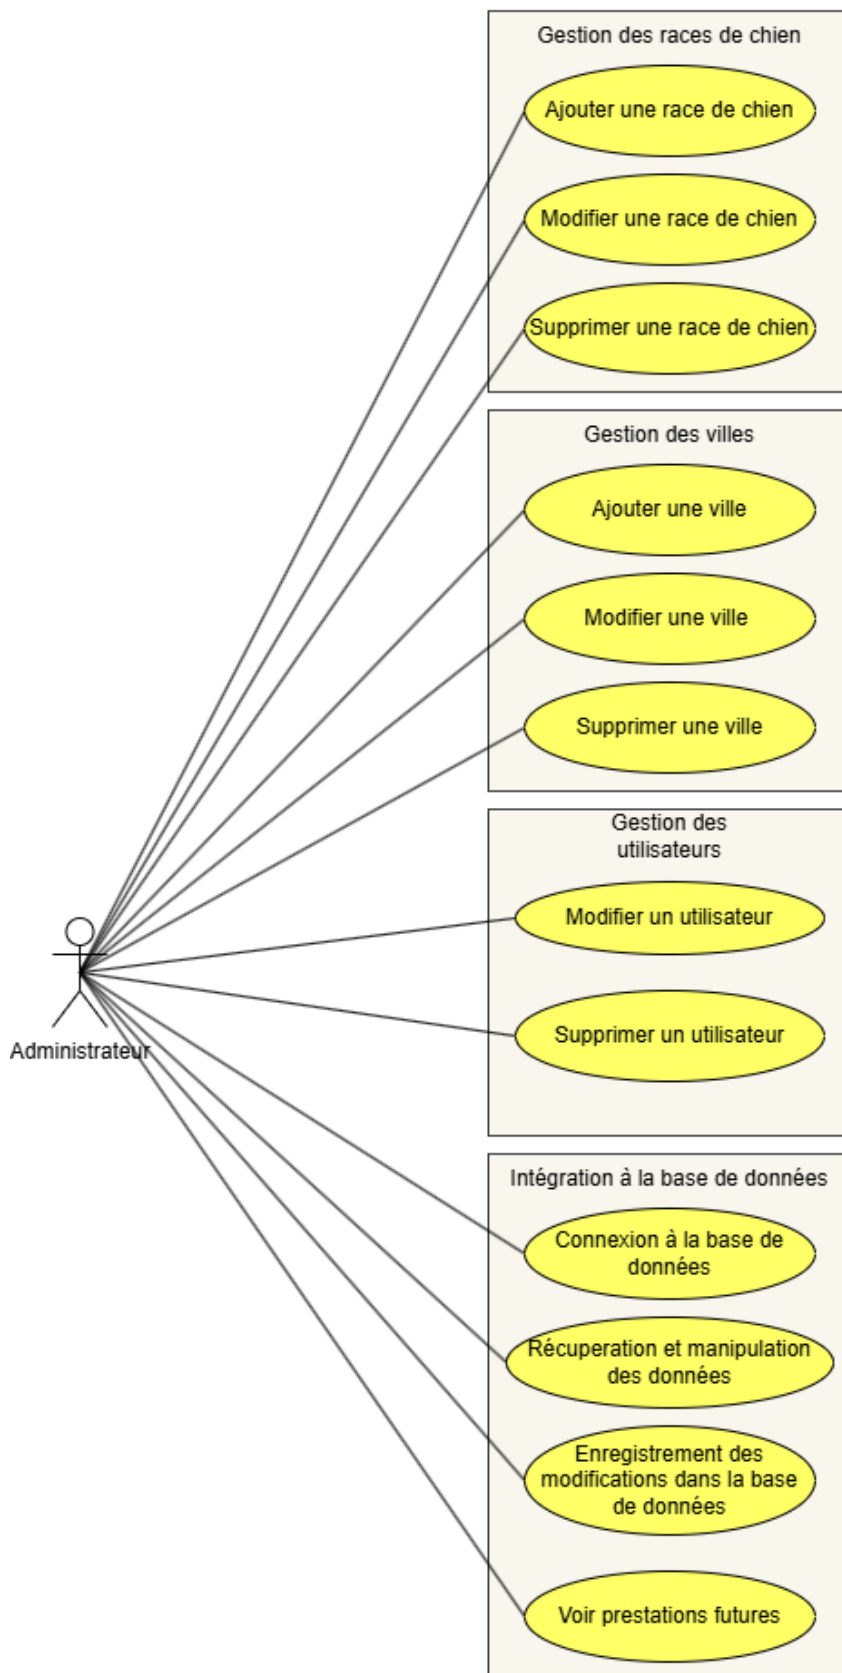 Gestion des races de chien
Ajouter une race de chien
Modifier une race de chien
Supprimer une race de chien
Gestion des villes
Ajouter une ville
Modifier une ville
Supprimer une ville
Gestion des
utilisateurs
Modifier un utilisateur
Supprimer un utilisateur
Administrateur
Intégration à la base de données
Connexion à la base de
données
Récuperation et manipulation
des données
Enregistrement des
modifications dans la base
de données
Voir prestations futures